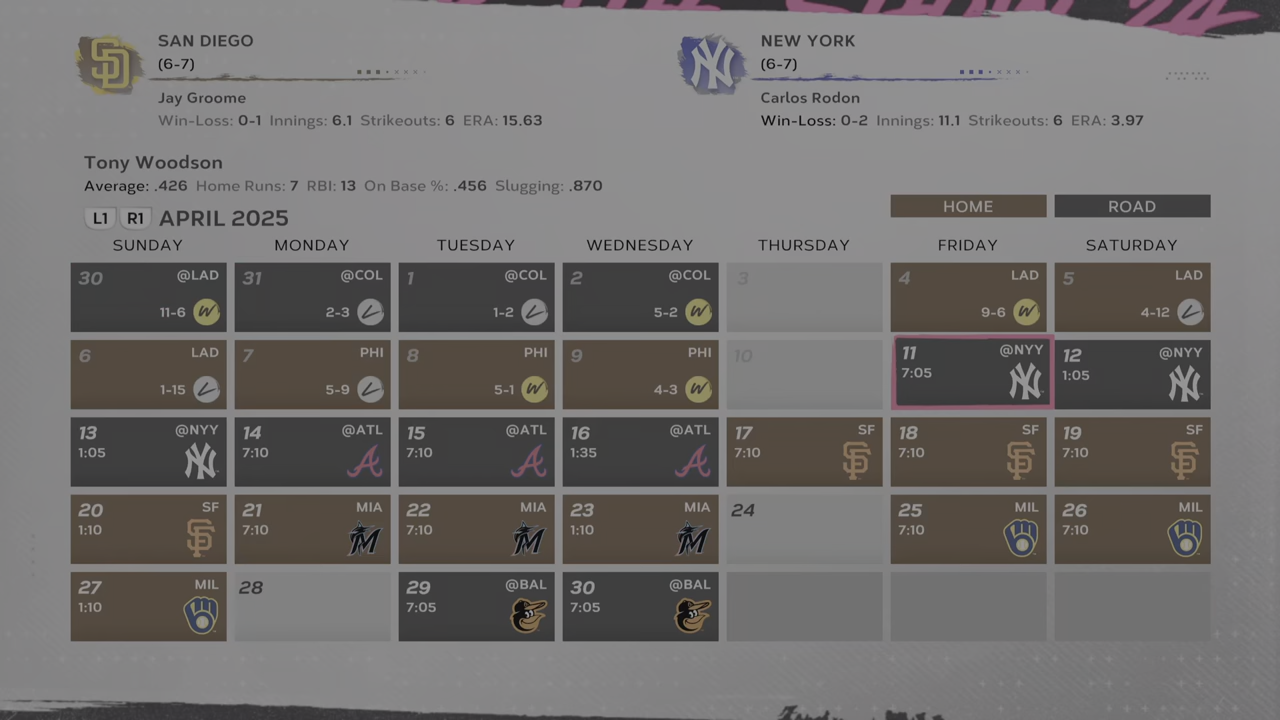 SAN DIEGO
(6-7)
Jay Groome
Win-Loss: 0-1 Innings: 6.1 Strikeouts: 6 ERA: 15.63
NEW YORK
(6-7)
Carlos Rodon
Win-Loss: 0-2 Innings: 11.1 Strikeouts: 6 ERA: 3.97
Tony Woodson
Average: .426 Home Runs: 7 RBI: 13 On Base %: .456 Slugging: .870
L1 R1 APRIL 2025
HOME ROAD
SUNDAY MONDAY TUESDAY WEDNESDAY THURSDAY FRIDAY SATURDAY
30 @LAD 31 @COL 1 @COL 2 @COL 3 4 LAD 5 LAD
11-6 W 2-3 L 1-2 L 5-2 W 9-6 W 4-12 L
6 LAD 7 PHI 8 PHI 9 PHI 10 11 @NYY 12 @NYY
1-15 L 5-9 L 5-1 W 4-3 W 7:05 1:05
13 @NYY 14 @ATL 15 @ATL 16 @ATL 17 SF 18 SF 19 SF
1:05 7:10 7:10 1:35 7:10 7:10 7:10
20 SF 21 MIA 22 MIA 23 MIA 24 25 MIL 26 MIL
1:10 7:10 7:10 1:10 7:10 7:10
27 MIL 28 29 @BAL 30 @BAL
1:10 7:05 7:05